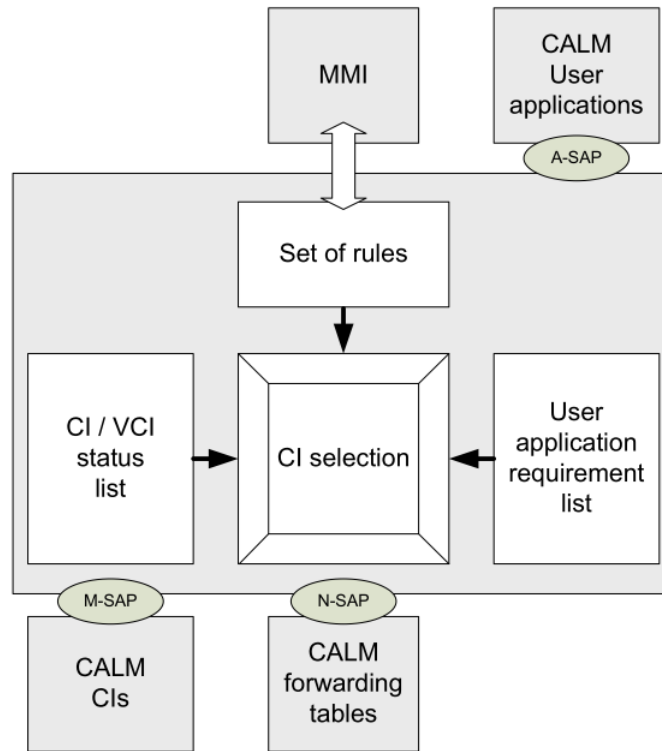 MMI
CALM
User
applications
A-SAP
Set of rules
CI / VCI
status
list
CI selection
User
application
requirement
list
M-SAP
N-SAP
CALM
CIs
CALM
forwarding
tables